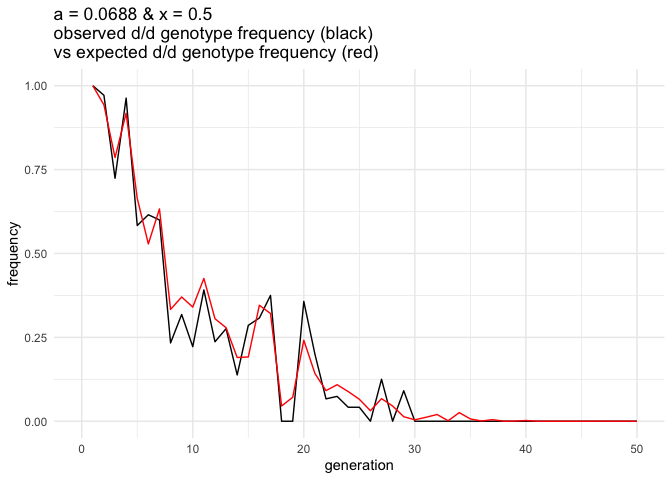 a = 0.0688 & x = 0.5
observed d/d genotype frequency (black)
vs expected d/d genotype frequency (red)
1.00
0.75
0.50
0.25
0.00
frequency
0 10 20 30 40 50
generation